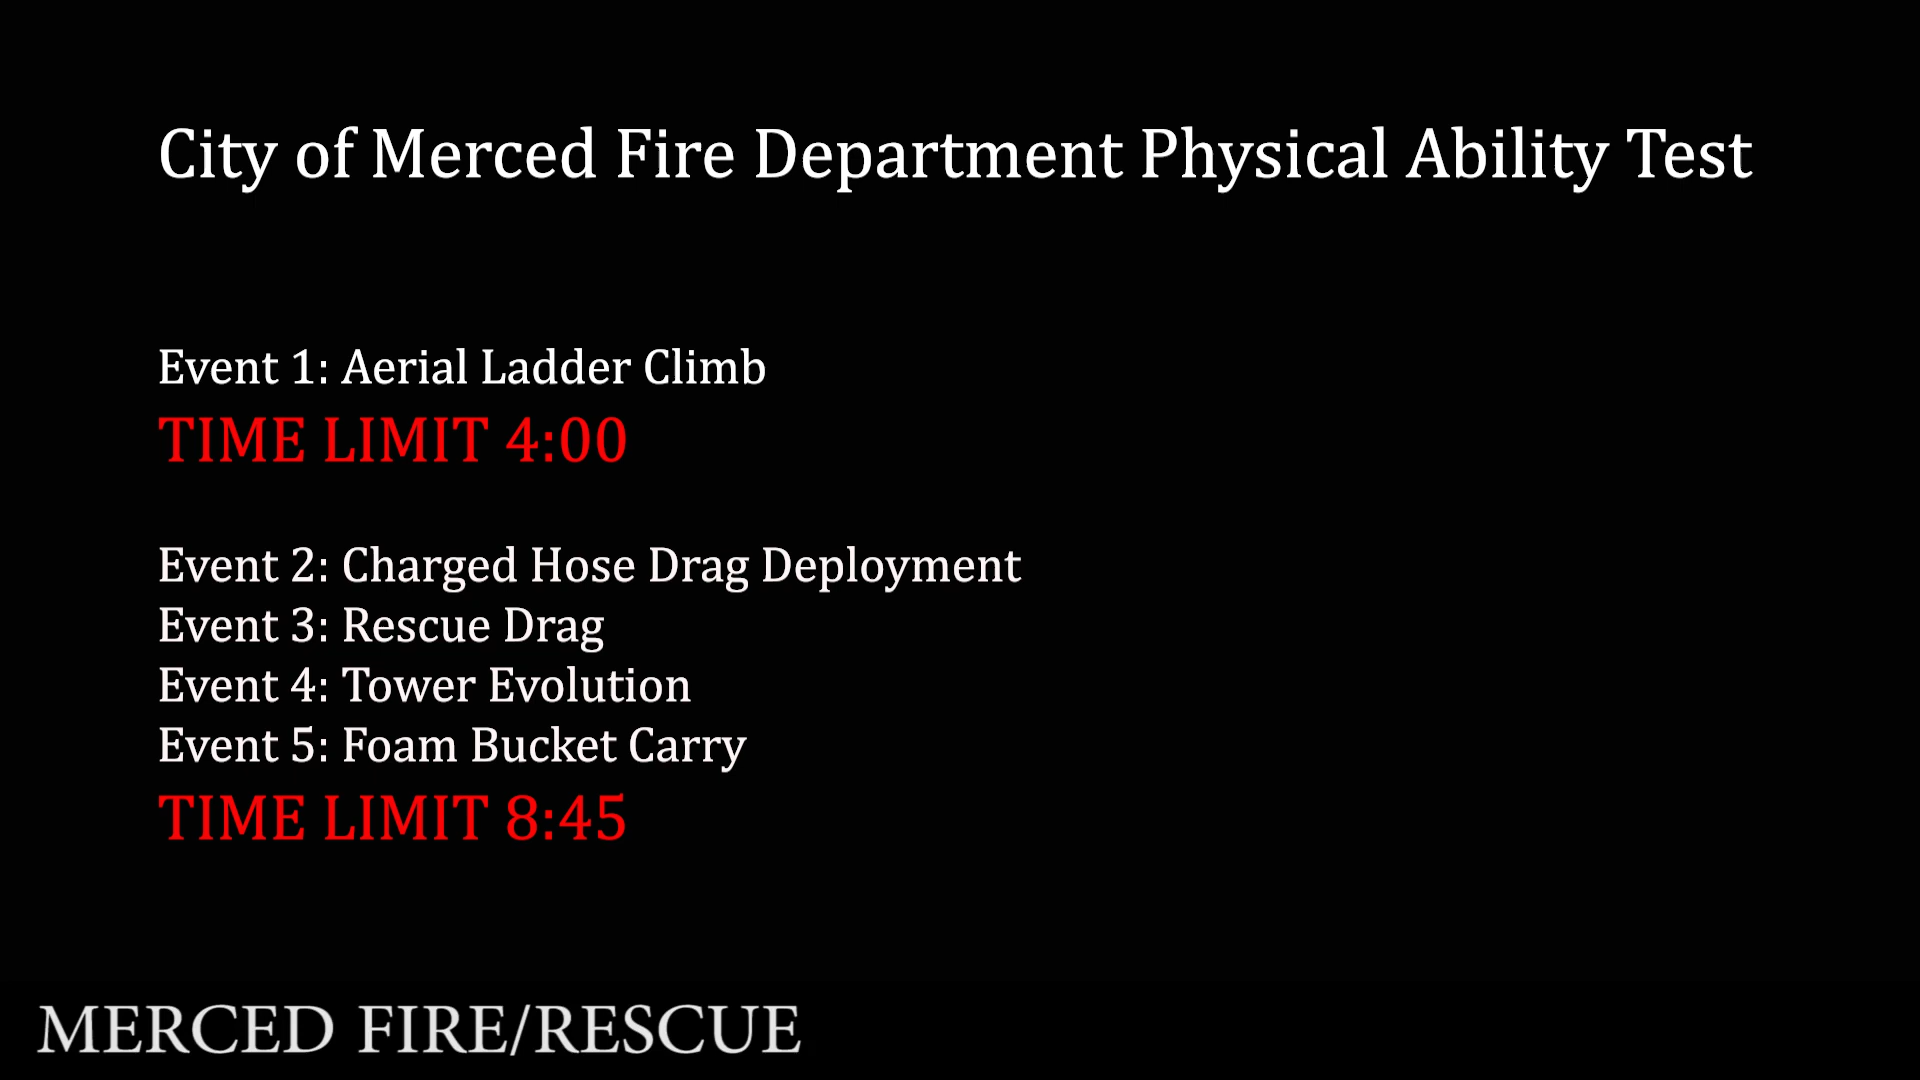 City of Merced Fire Department Physical Ability Test
Event 1: Aerial Ladder Climb
TIME LIMIT 4:00
Event 2: Charged Hose Drag Deployment
Event 3: Rescue Drag
Event 4: Tower Evolution
Event 5: Foam Bucket Carry
TIME LIMIT 8:45
MERCED FIRE/RESCUE